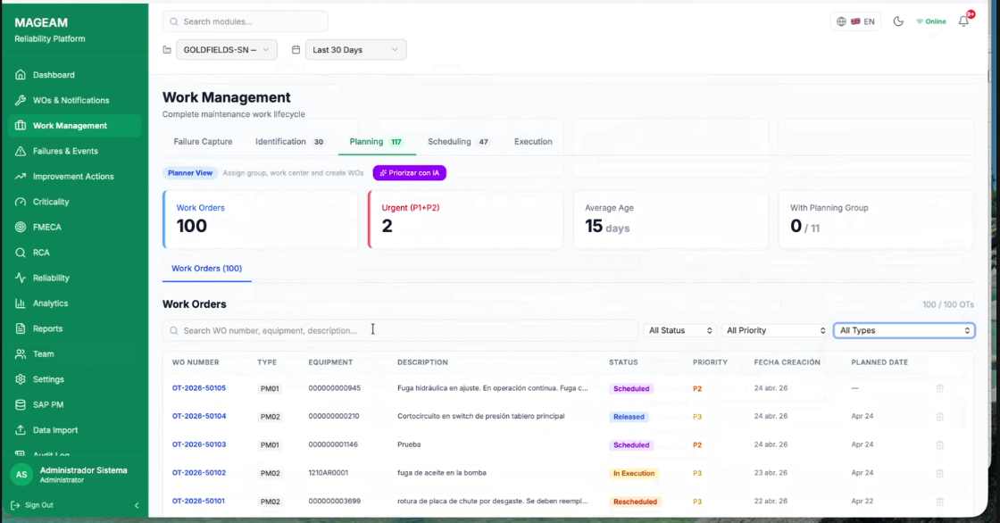 MAGEAM
Reliability Platform
Dashboard
WOs & Notifications
Work Management
Failures & Events
Improvement Actions
Criticality
FMECA
RCA
Reliability
Analytics
Reports
Team
Settings
SAP PM
Data Import
Audit Log
AS
Administrador Sistema
Administrator
Sign Out
Search modules...
EN
Online
9+
GOLDFIELDS-SN —
Last 30 Days
Work Management
Complete maintenance work lifecycle
Failure Capture Identification 30 Planning 117 Scheduling 47 Execution
Planner View Assign group, work center and create WOs Priorizar con IA
Work Orders
100
Urgent (P1+P2)
2
Average Age
15 days
With Planning Group
0 / 11
Work Orders (100)
Work Orders
100 / 100 OTs
Search WO number, equipment, description... All Status All Priority All Types
WO NUMBER TYPE EQUIPMENT DESCRIPTION STATUS PRIORITY FECHA CREACIÓN PLANNED DATE
OT-2026-50105 PM01 000000000945 Fuga hidráulica en ajuste. En operación continua. Fuga c... Scheduled P2 24 abr. 26 —
OT-2026-50104 PM02 000000000210 Cortocircuito en switch de presión tablero principal Released P3 24 abr. 26 Apr 24
OT-2026-50103 PM01 000000001146 Prueba Scheduled P2 24 abr. 26 Apr 24
OT-2026-50102 PM02 1210AR0001 fuga de aceite en la bomba In Execution P3 23 abr. 26 Apr 24
OT-2026-50101 PM02 000000003699 rotura de placa de chute por desgaste. Se deben reempl... Rescheduled P3 22 abr. 26 Apr 22